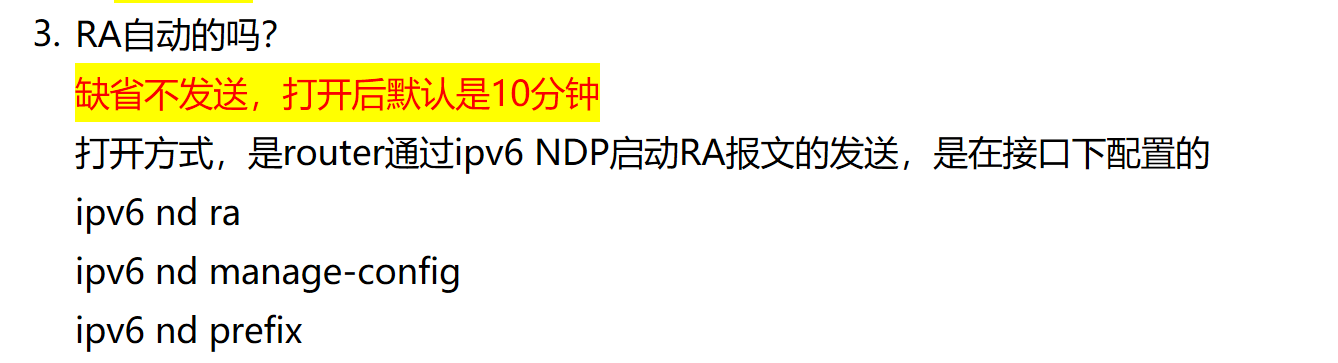 3. RA自动的吗？
缺省不发送，打开后默认是10分钟
打开方式，是router通过ipv6 NDP启动RA报文的发送，是在接口下配置的
ipv6 nd ra
ipv6 nd manage-config
ipv6 nd prefix